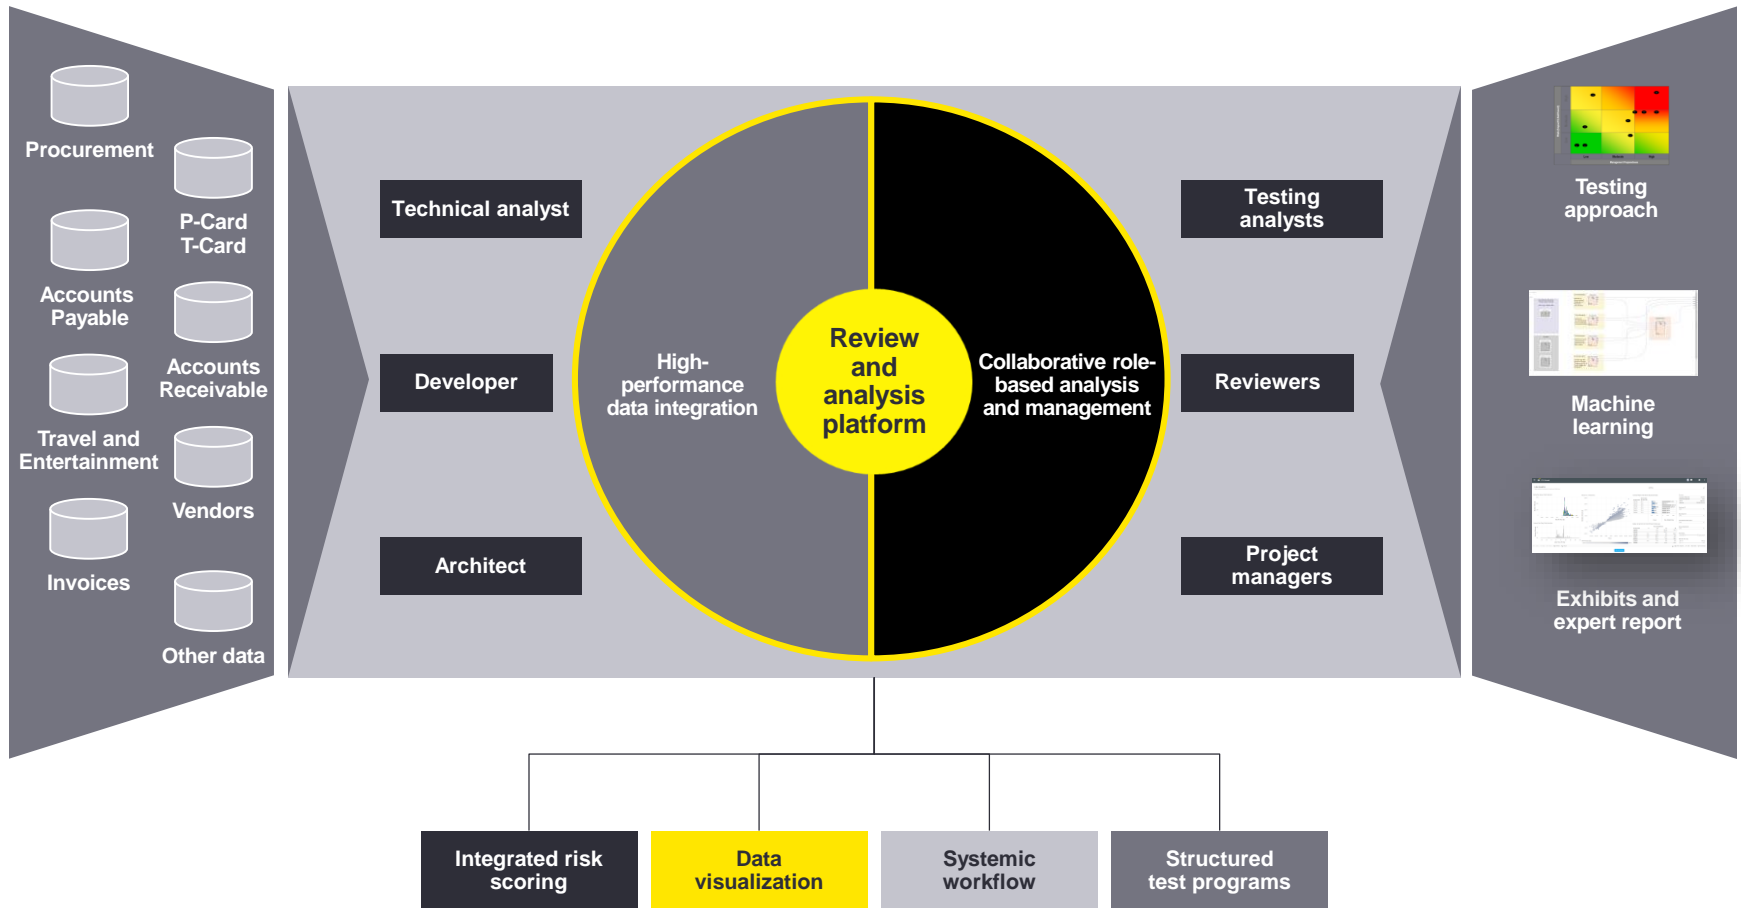 Procurement
P-Card
T-Card
Accounts
Payable
Accounts
Receivable
Travel and
Entertainment
Vendors
Invoices
Other data
Technical analyst
Developer
Architect
High-
performance
data integration
Review
and
analysis
platform
Collaborative role-
based analysis
and management
Testing
analysts
Reviewers
Project
managers
Testing
approach
Machine
learning
Exhibits and
expert report
Integrated risk
scoring
Data
visualization
Systemic
workflow
Structured
test programs